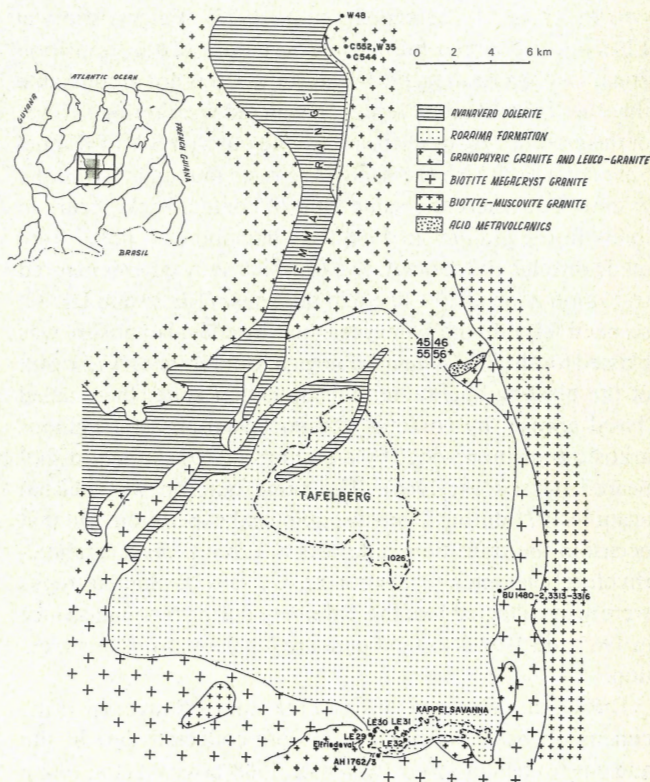 W48
C552, W35
C544
0 2 4 6 km
ATLANTIC OCEAN
GUYANA
FRENCH GUIANA
BRASIL
AVANAVERO DOLERITE
RORAIMA FORMATION
GRANOPHYRIC GRANITE AND LEUCO-GRANITE
BIOTITE MEGACRYST GRANITE
BIOTITE-MUSCOVITE GRANITE
ACID METAVOLCANICS
EMMA RANGE
45 46
55 56
TAFELBERG
1026
BU 1480-2, 3313-3316
KAPPELSAVANNA
LE30 LE31
LE29
Elfriedeval
LE32
AH 1762/3